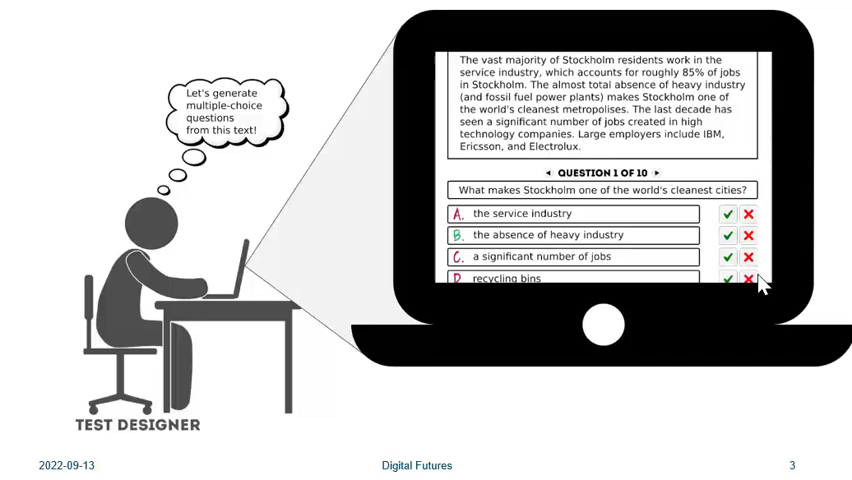 Let's generate
multiple-choice
questions
from this text!
TEST DESIGNER
The vast majority of Stockholm residents work in the
service industry, which accounts for roughly 85% of jobs
in Stockholm. The almost total absence of heavy industry
(and fossil fuel power plants) makes Stockholm one of
the world's cleanest metropolises. The last decade has
seen a significant number of jobs created in high
technology companies. Large employers include IBM,
Ericsson, and Electrolux.
QUESTION 1 OF 10
What makes Stockholm one of the world's cleanest cities?
A. the service industry
B. the absence of heavy industry
C. a significant number of jobs
D. recycling bins
2022-09-13
Digital Futures
3